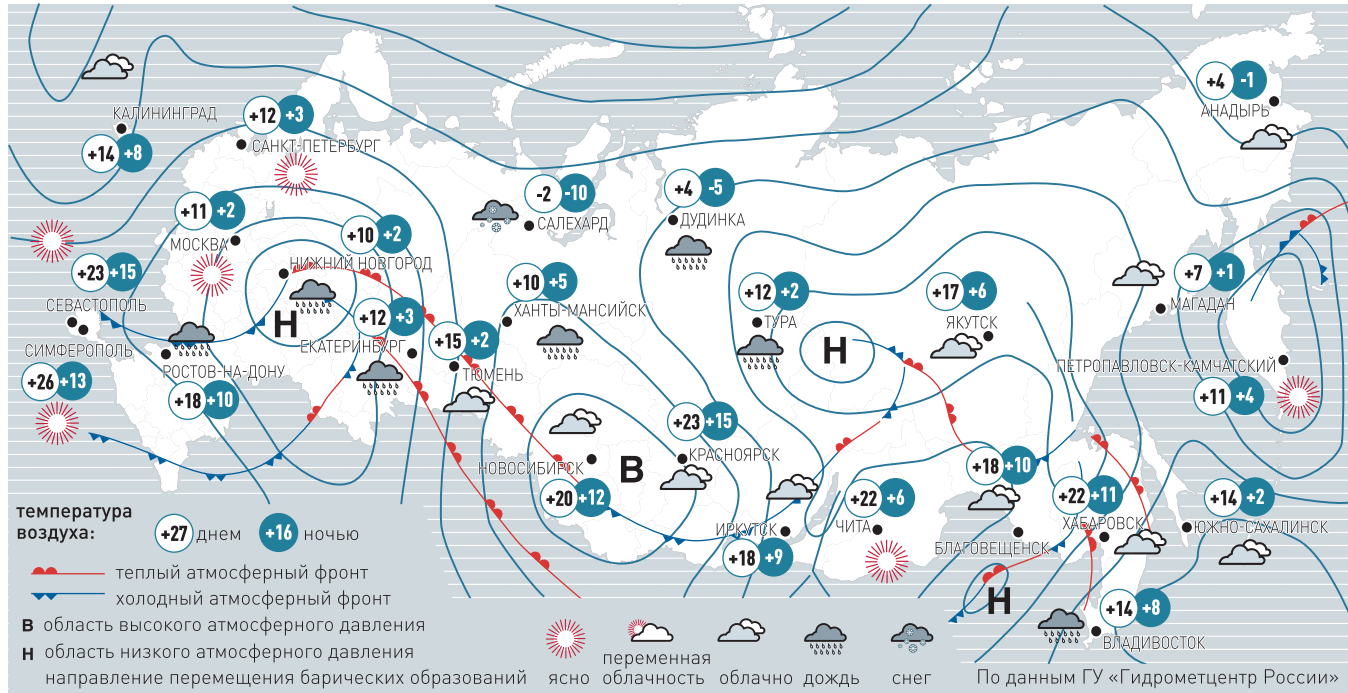 КАЛИНИНГРАД
+14 +8
+12 +3
САНКТ-ПЕТЕРБУРГ
+4 -1
АНАДЫРЬ
-2 -10
САЛЕХАРД
+4 -5
ДУДИНКА
+11 +2
МОСКВА
+10 +2
НИЖНИЙ НОВГОРОД
+23 +15
СЕВАСТОПОЛЬ
СИМФЕРОПОЛЬ
+26 +13
Н
+12 +3
ЕКАТЕРИНБУРГ
РОСТОВ-НА-ДОНУ
+18 +10
+15 +2
ТЮМЕНЬ
+10 +5
ХАНТЫ-МАНСИЙСК
+12 +2
ТУРА
Н
+17 +6
ЯКУТСК
+7 +1
МАГАДАН
ПЕТРОПАВЛОВСК-КАМЧАТСКИЙ
+11 +4
+23 +15
КРАСНОЯРСК
НОВОСИБИРСК
В
+20 +12
ИРКУТСК
+18 +9
+22 +6
ЧИТА
+18 +10
БЛАГОВЕЩЕНСК
+22 +11
ХАБАРОВСК
+14 +2
ЮЖНО-САХАЛИНСК
Н
+14 +8
ВЛАДИВОСТОК
температура
воздуха:
+27 днем +16 ночью
теплый атмосферный фронт
холодный атмосферный фронт
В область высокого атмосферного давления
Н область низкого атмосферного давления
направление перемещения барических образований
ясно
переменная
облачность
облачно
дождь
снег
По данным ГУ «Гидрометцентр России»